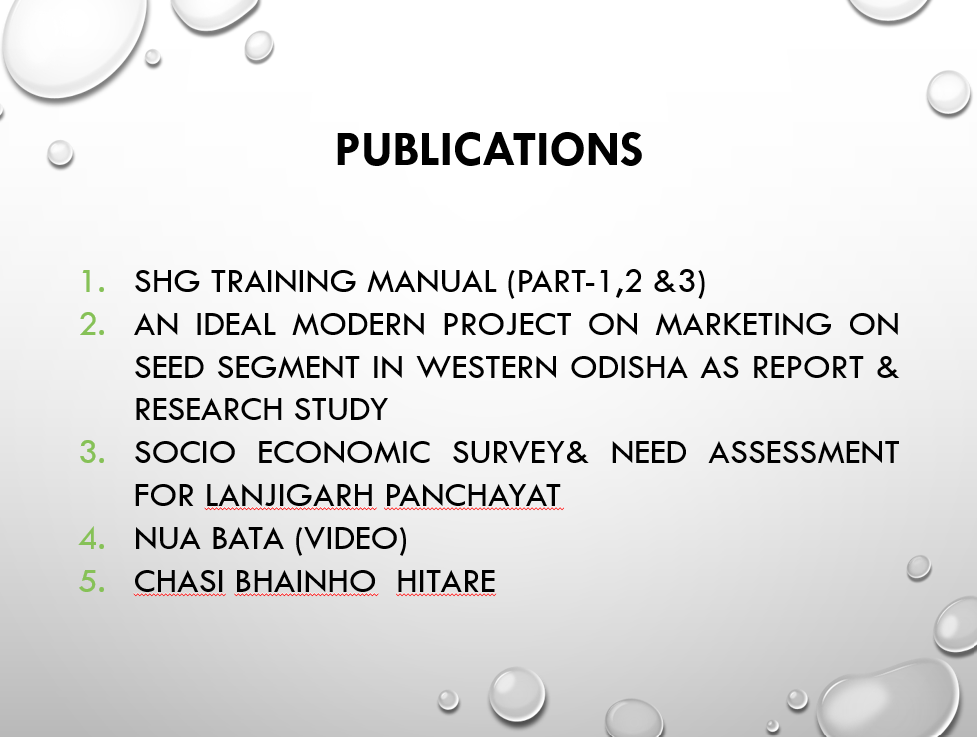 PUBLICATIONS
1. SHG TRAINING MANUAL (PART-1,2 &3)
2. AN IDEAL MODERN PROJECT ON MARKETING ON
SEED SEGMENT IN WESTERN ODISHA AS REPORT &
RESEARCH STUDY
3. SOCIO ECONOMIC SURVEY& NEED ASSESSMENT
FOR LANJIGARH PANCHAYAT
4. NUA BATA (VIDEO)
5. CHASI BHAINHO  HITARE